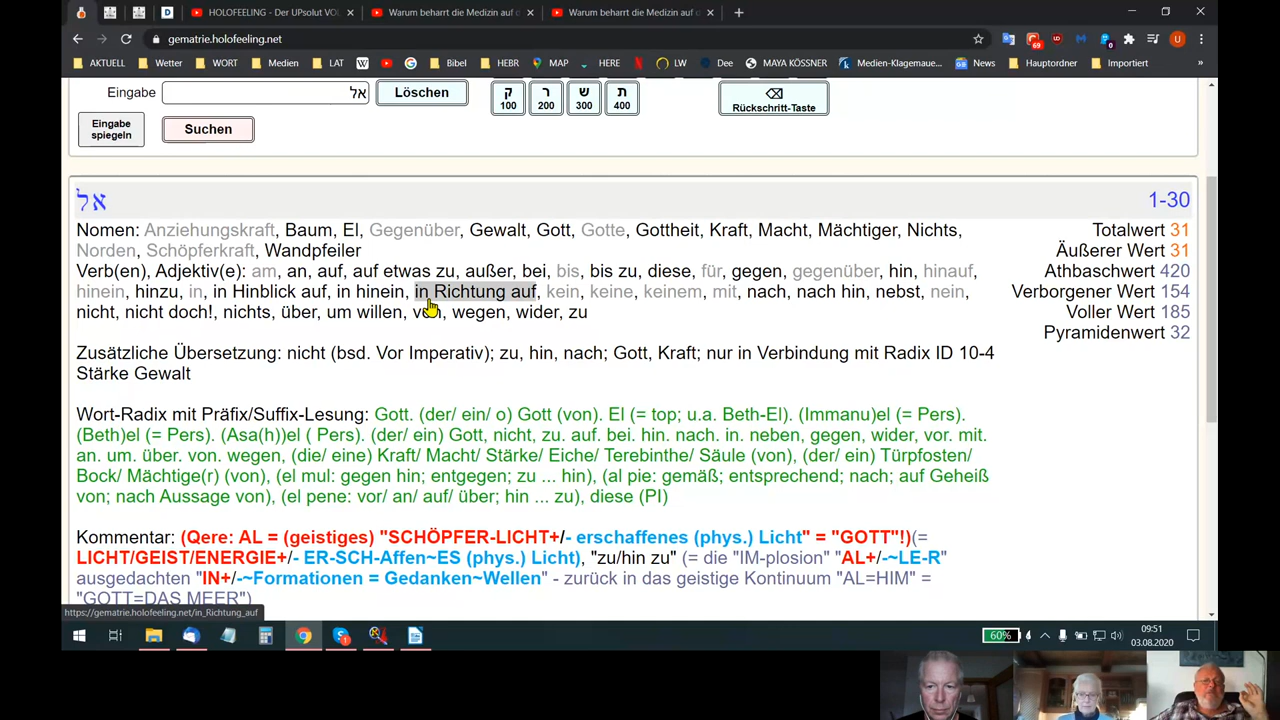 HOLOFEELING - Der UPsolut VO
Warum beharrt die Medizin auf d
Warum beharrt die Medizin auf d
gematrie.holofeeling.net
69
0
U
AKTUELL
Wetter
WORT
Medien
LAT
W
Bibel
HEBR
MAP
HERE
LW
Dee
MAYA KÖSSNER
Medien-Klagemaue...
News
Hauptordner
Importiert
»
Eingabe אל Löschen
ק 100
ר 200
ש 300
ת 400
Rückschritt-Taste
Eingabe spiegeln
Suchen
אל 1-30
Nomen: Anziehungskraft, Baum, El, Gegenüber, Gewalt, Gott, Gotte, Gottheit, Kraft, Macht, Mächtiger, Nichts,
Norden, Schöpferkraft, Wandpfeiler
Verb(en), Adjektiv(e): am, an, auf, auf etwas zu, außer, bei, bis, bis zu, diese, für, gegen, gegenüber, hin, hinauf,
hinein, hinzu, in, in Hinblick auf, in hinein, in Richtung auf, kein, keine, keinem, mit, nach, nach hin, nebst, nein,
nicht, nicht doch!, nichts, über, um willen, von, wegen, wider, zu
Totalwert 31
Äußerer Wert 31
Athbaschwert 420
Verborgener Wert 154
Voller Wert 185
Pyramidenwert 32
Zusätzliche Übersetzung: nicht (bsd. Vor Imperativ); zu, hin, nach; Gott, Kraft; nur in Verbindung mit Radix ID 10-4
Stärke Gewalt
Wort-Radix mit Präfix/Suffix-Lesung: Gott. (der/ ein/ o) Gott (von). El (= top; u.a. Beth-El). (Immanu)el (= Pers).
(Beth)el (= Pers). (Asa(h))el ( Pers). (der/ ein) Gott, nicht, zu. auf. bei. hin. nach. in. neben, gegen, wider, vor. mit.
an. um. über. von. wegen, (die/ eine) Kraft/ Macht/ Stärke/ Eiche/ Terebinthe/ Säule (von), (der/ ein) Türpfosten/
Bock/ Mächtige(r) (von), (el mul: gegen hin; entgegen; zu ... hin), (al pie: gemäß; entsprechend; nach; auf Geheiß
von; nach Aussage von), (el pene: vor/ an/ auf/ über; hin ... zu), diese (PI)
Kommentar: (Qere: AL = (geistiges) "SCHÖPFER-LICHT+/- erschaffenes (phys.) Licht" = "GOTT"!)(=
LICHT/GEIST/ENERGIE+/- ER-SCH-Affen~ES (phys.) Licht), "zu/hin zu" (= die "IM-plosion" "AL+/-~LE-R"
ausgedachten "IN+/-~Formationen = Gedanken~Wellen" - zurück in das geistige Kontinuum "AL=HIM" =
"GOTT=DAS MEER")
https://gematrie.holofeeling.net/in_Richtung_auf
60%
09:51
03.08.2020